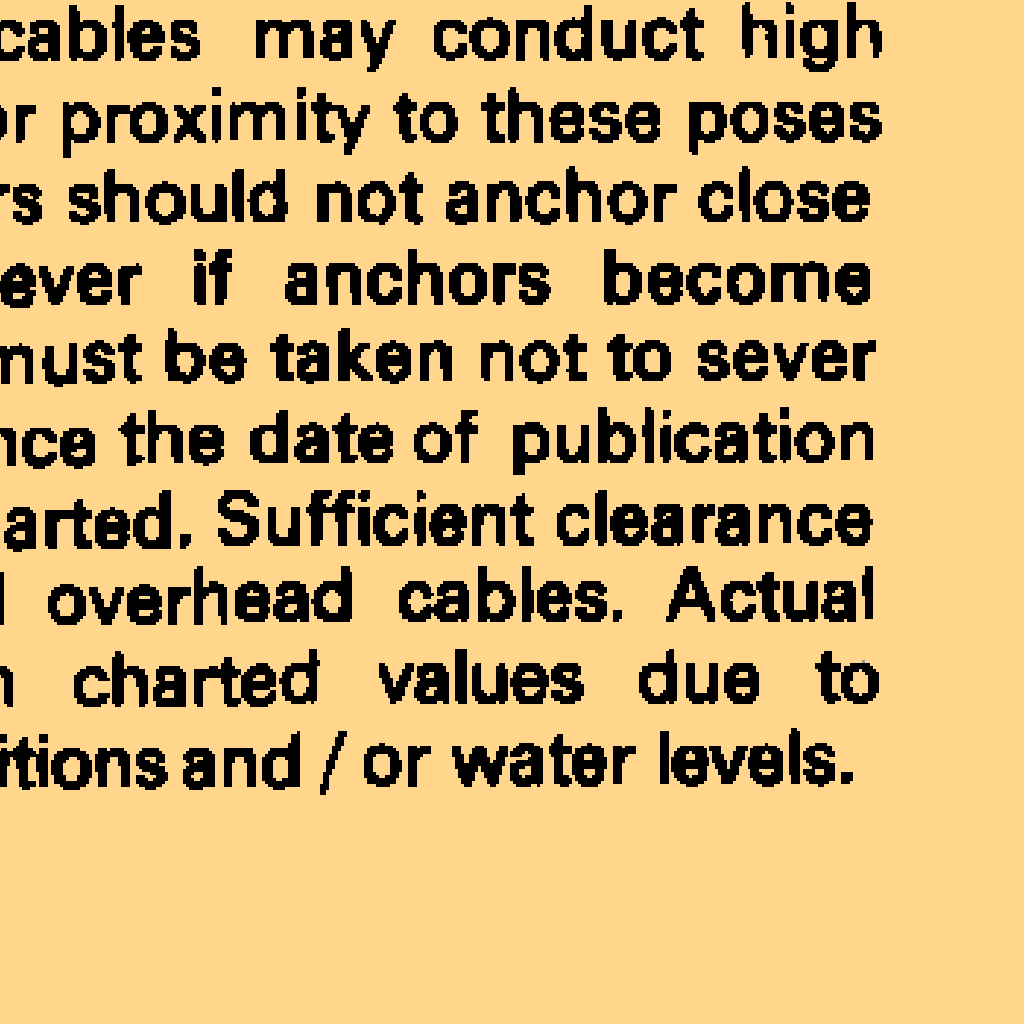 cables may conduct high
or proximity to these poses
rs should not anchor close
ever if anchors become
must be taken not to sever
nce the date of publication
arted. Sufficient clearance
overhead cables. Actual
charted values due to
itions and / or water levels.